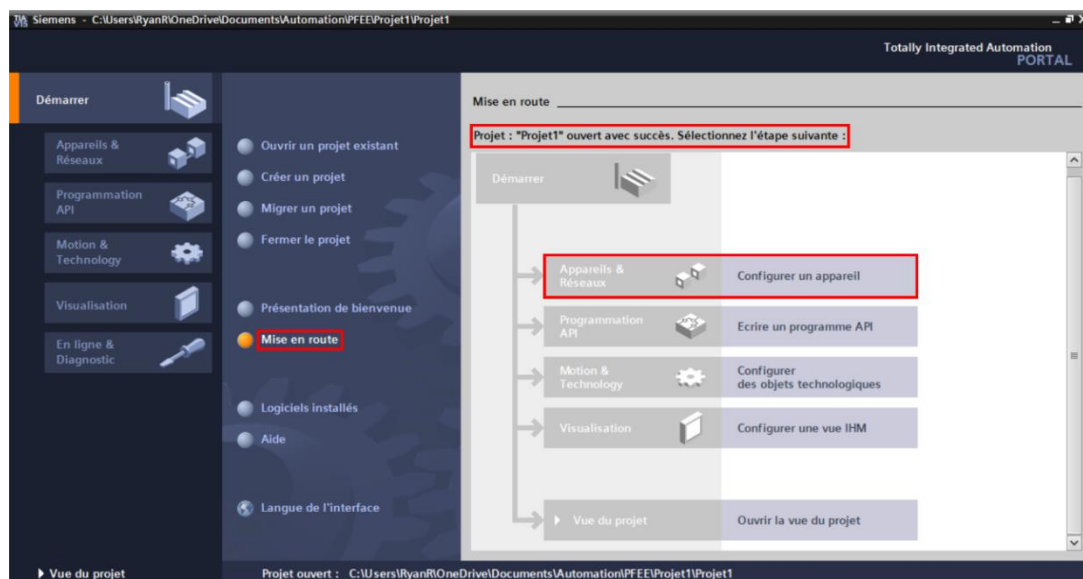 Siemens - C:\Users\RyanR\OneDrive\Documents\Automation\PFEE\Projet1\Projet1
Totally Integrated Automation
PORTAL
Démarrer
Appareils &
Réseaux
Programmation
API
Motion &
Technology
Visualisation
En ligne &
Diagnostic
Ouvrir un projet existant
Créer un projet
Migrer un projet
Fermer le projet
Présentation de bienvenue
Mise en route
Logiciels installés
Aide
Langue de l'interface
Mise en route
Projet : "Projet1" ouvert avec succès. Sélectionnez l'étape suivante :
Démarrer
Appareils &
Réseaux
Configurer un appareil
Programmation
API
Ecrire un programme API
Motion &
Technology
Configurer
des objets technologiques
Visualisation
Configurer une vue IHM
Vue du projet
Ouvrir la vue du projet
Vue du projet
Projet ouvert : C:\Users\RyanR\OneDrive\Documents\Automation\PFEE\Projet1\Projet1